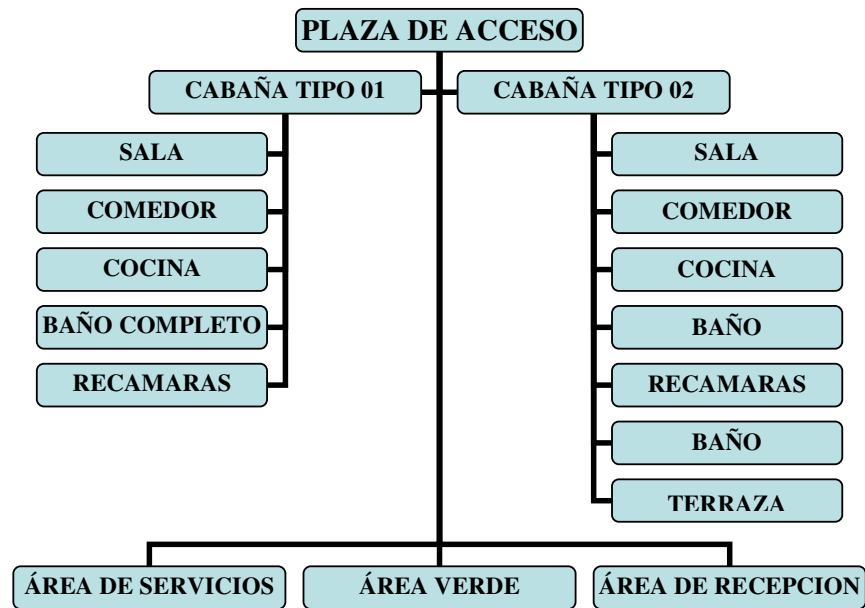 PLAZA DE ACCESO
CABAÑA TIPO 01
CABAÑA TIPO 02
SALA
COMEDOR
COCINA
BAÑO COMPLETO
RECAMARAS
SALA
COMEDOR
COCINA
BAÑO
RECAMARAS
BAÑO
TERRAZA
ÁREA DE SERVICIOS
ÁREA VERDE
ÁREA DE RECEPCION